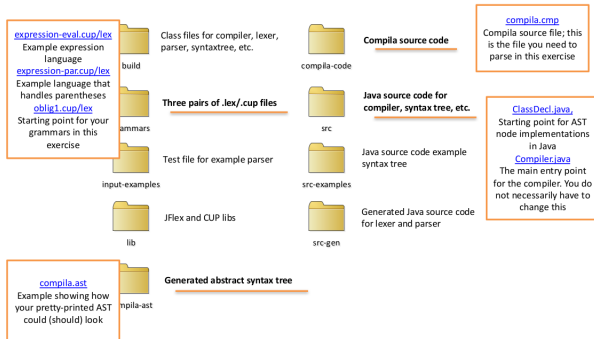 expression-eval.cup/lex
Example expression
language
expression-par.cup/lex
Example language that
handles parentheses
oblig1.cup/lex
Starting point for your
grammars in this
exercise
Class files for compiler, lexer,
parser, syntaxtree, etc.
build
Compila source code
compila-code
compila.cmp
Compila source file; this
is the file you need to
parse in this exercise
Three pairs of .lex/.cup files
ammars
Java source code for
compiler, syntax tree, etc.
src
ClassDecl.java,
Starting point for AST
node implementations
in Java
Compiler.java
The main entry point
for the compiler. You do
not necessarily have to
change this
Test file for example parser
input-examples
Java source code example
syntax tree
src-examples
JFlex and CUP libs
lib
Generated Java source code
for lexer and parser
src-gen
compila.ast
Example showing how
your pretty-printed AST
could (should) look
Generated abstract syntax tree
mpila-ast